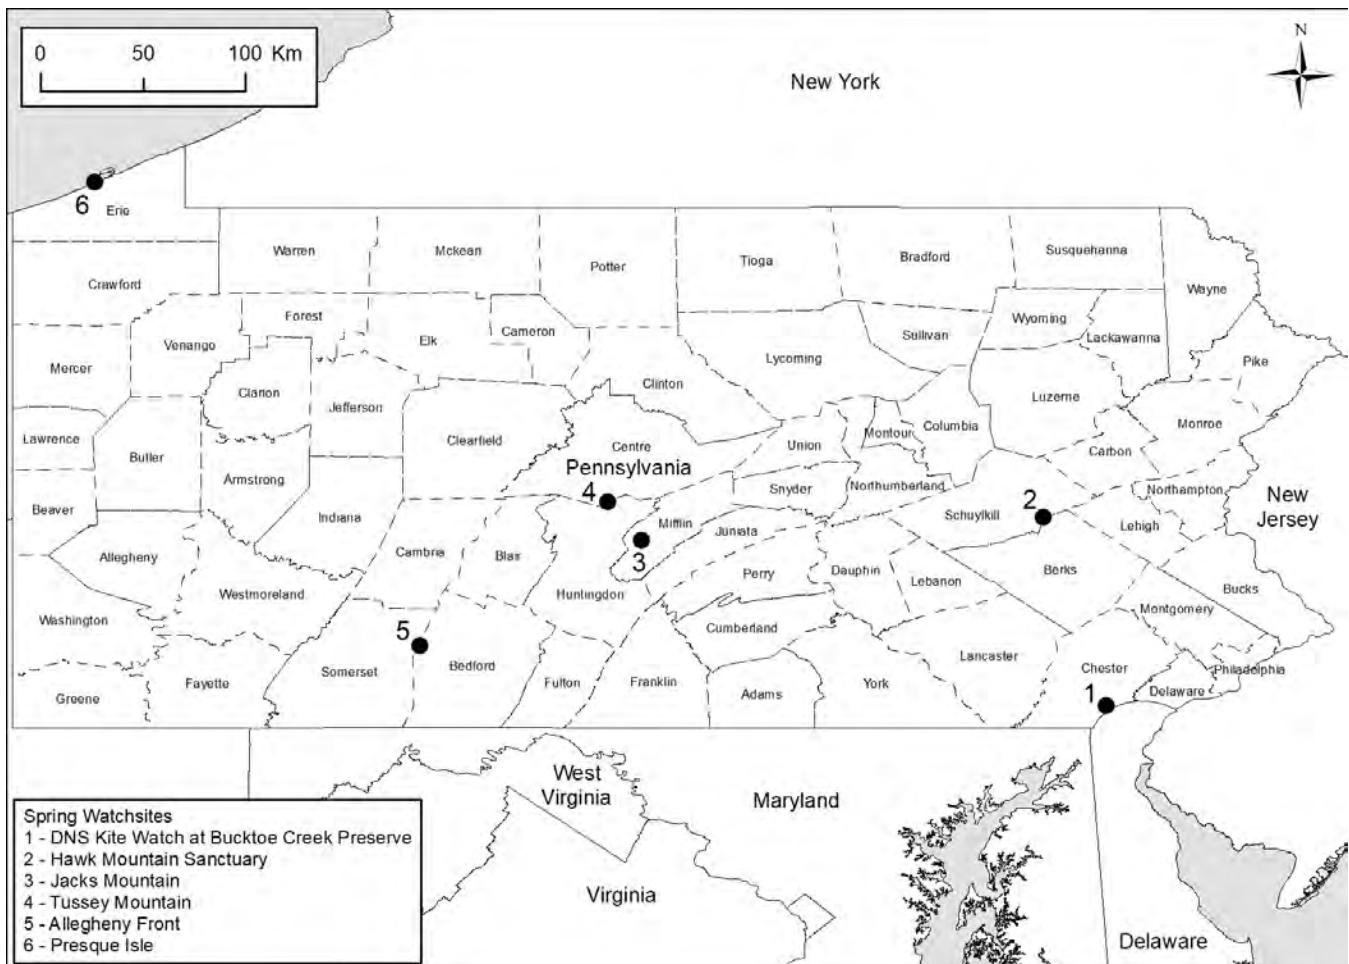 0 50 100 Km
N
New York
6
Erie
Warren
Mckean
Potter
Tioga
Bradford
Susquehanna
Crawford
Wayne
Forest
Venango
Elk
Cameron
Wyoming
Sullivan
Lackawanna
Lycoming
Pike
Mercer
Clarion
Clinton
Jefferson
Luzerne
Lawrence
Clearfield
Centre
Union
Montour
Columbia
Monroe
Butler
Carbon
Pennsylvania
Armstrong
4
Snyder
Northumberland
Northampton
New
Jersey
Beaver
Indiana
Mifflin
Juniata
Schuylkill
2
Lehigh
Allegheny
Cambria
Blair
3
Perry
Dauphin
Lebanon
Berks
Westmoreland
Huntingdon
Bucks
Washington
Montgomery
5
Cumberland
Somerset
Bedford
Lancaster
Chester
Philadelphia
Greene
Fayette
Fulton
Franklin
Adams
York
1
Delaware
West
Virginia
Maryland
Virginia
Delaware
Spring Watchsites
1 - DNS Kite Watch at Bucktoe Creek Preserve
2 - Hawk Mountain Sanctuary
3 - Jacks Mountain
4 - Tussey Mountain
5 - Allegheny Front
6 - Presque Isle